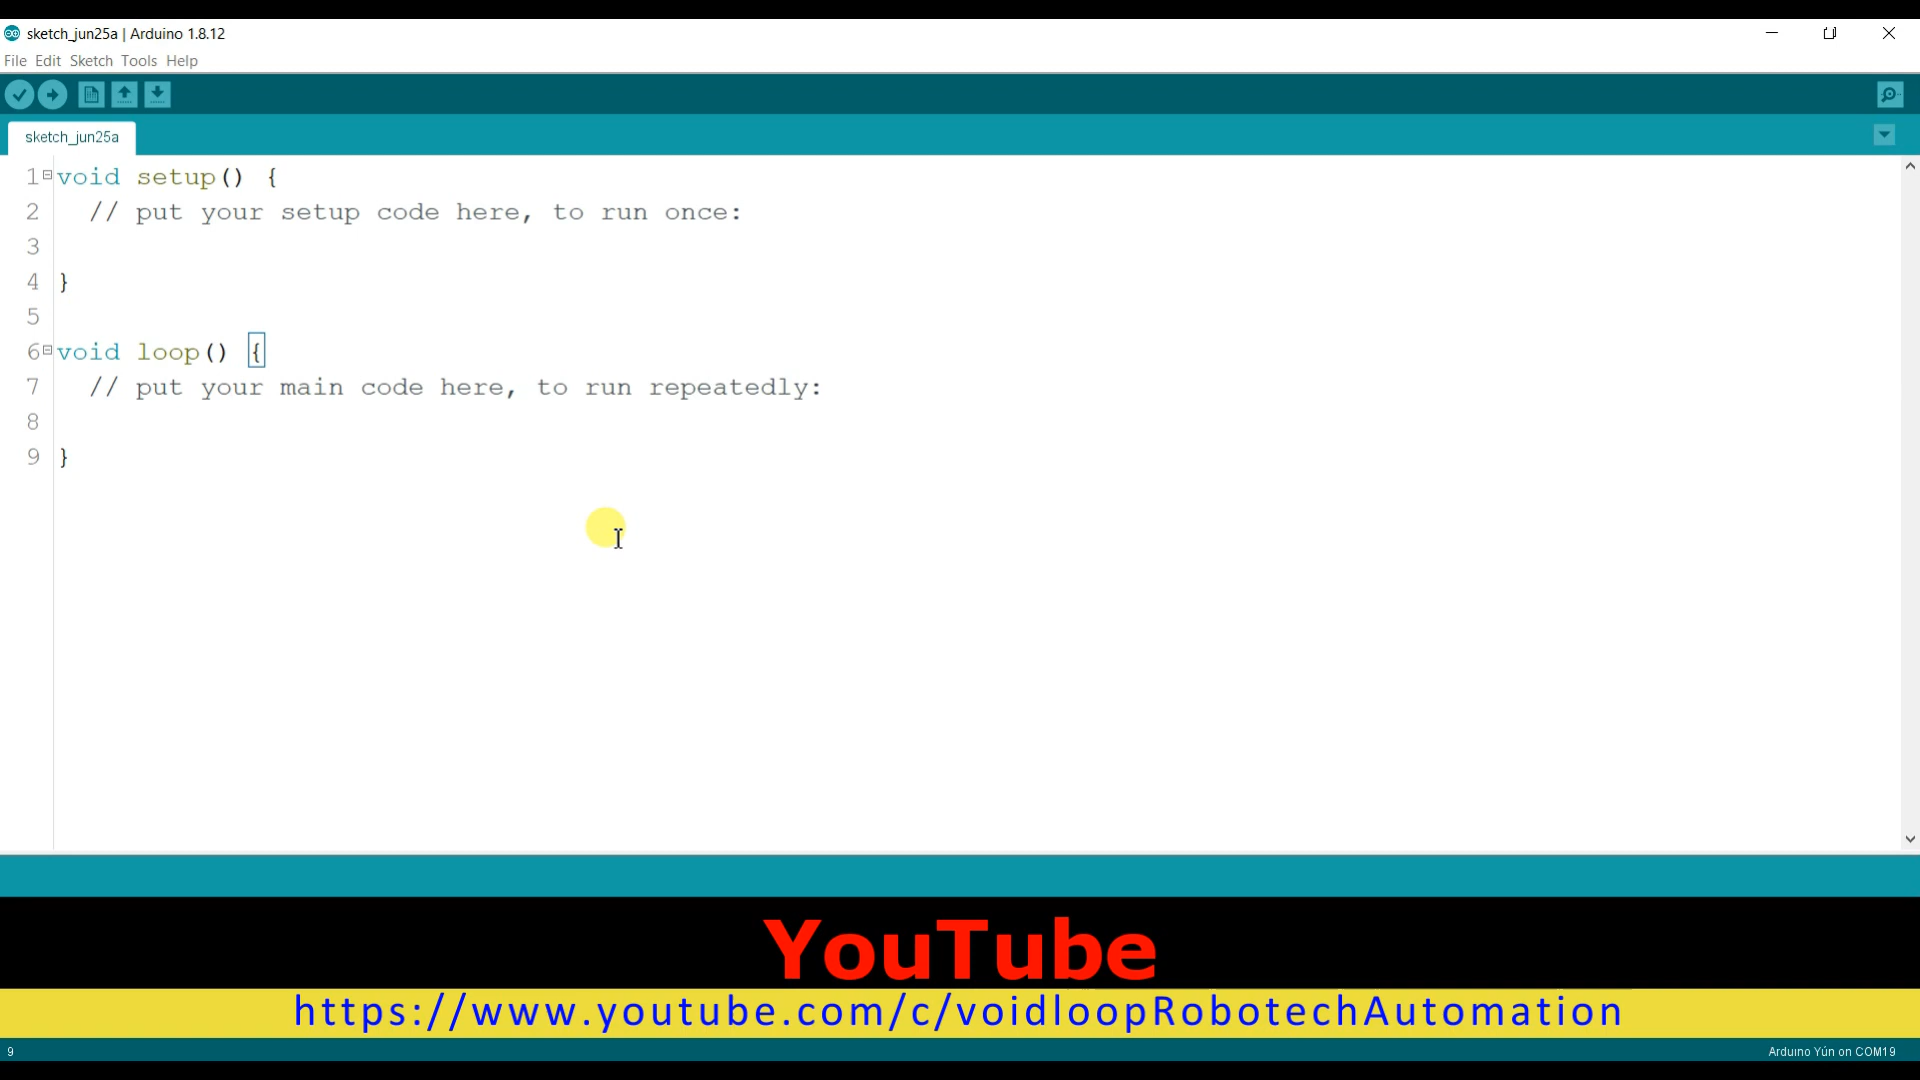 sketch_jun25a | Arduino 1.8.12
File Edit Sketch Tools Help
sketch_jun25a
1 void setup() {
2 // put your setup code here, to run once:
3
4 }
5
6 void loop() {
7 // put your main code here, to run repeatedly:
8
9 }
YouTube
https://www.youtube.com/c/voidloopRobotechAutomation
9
Arduino Yún on COM19